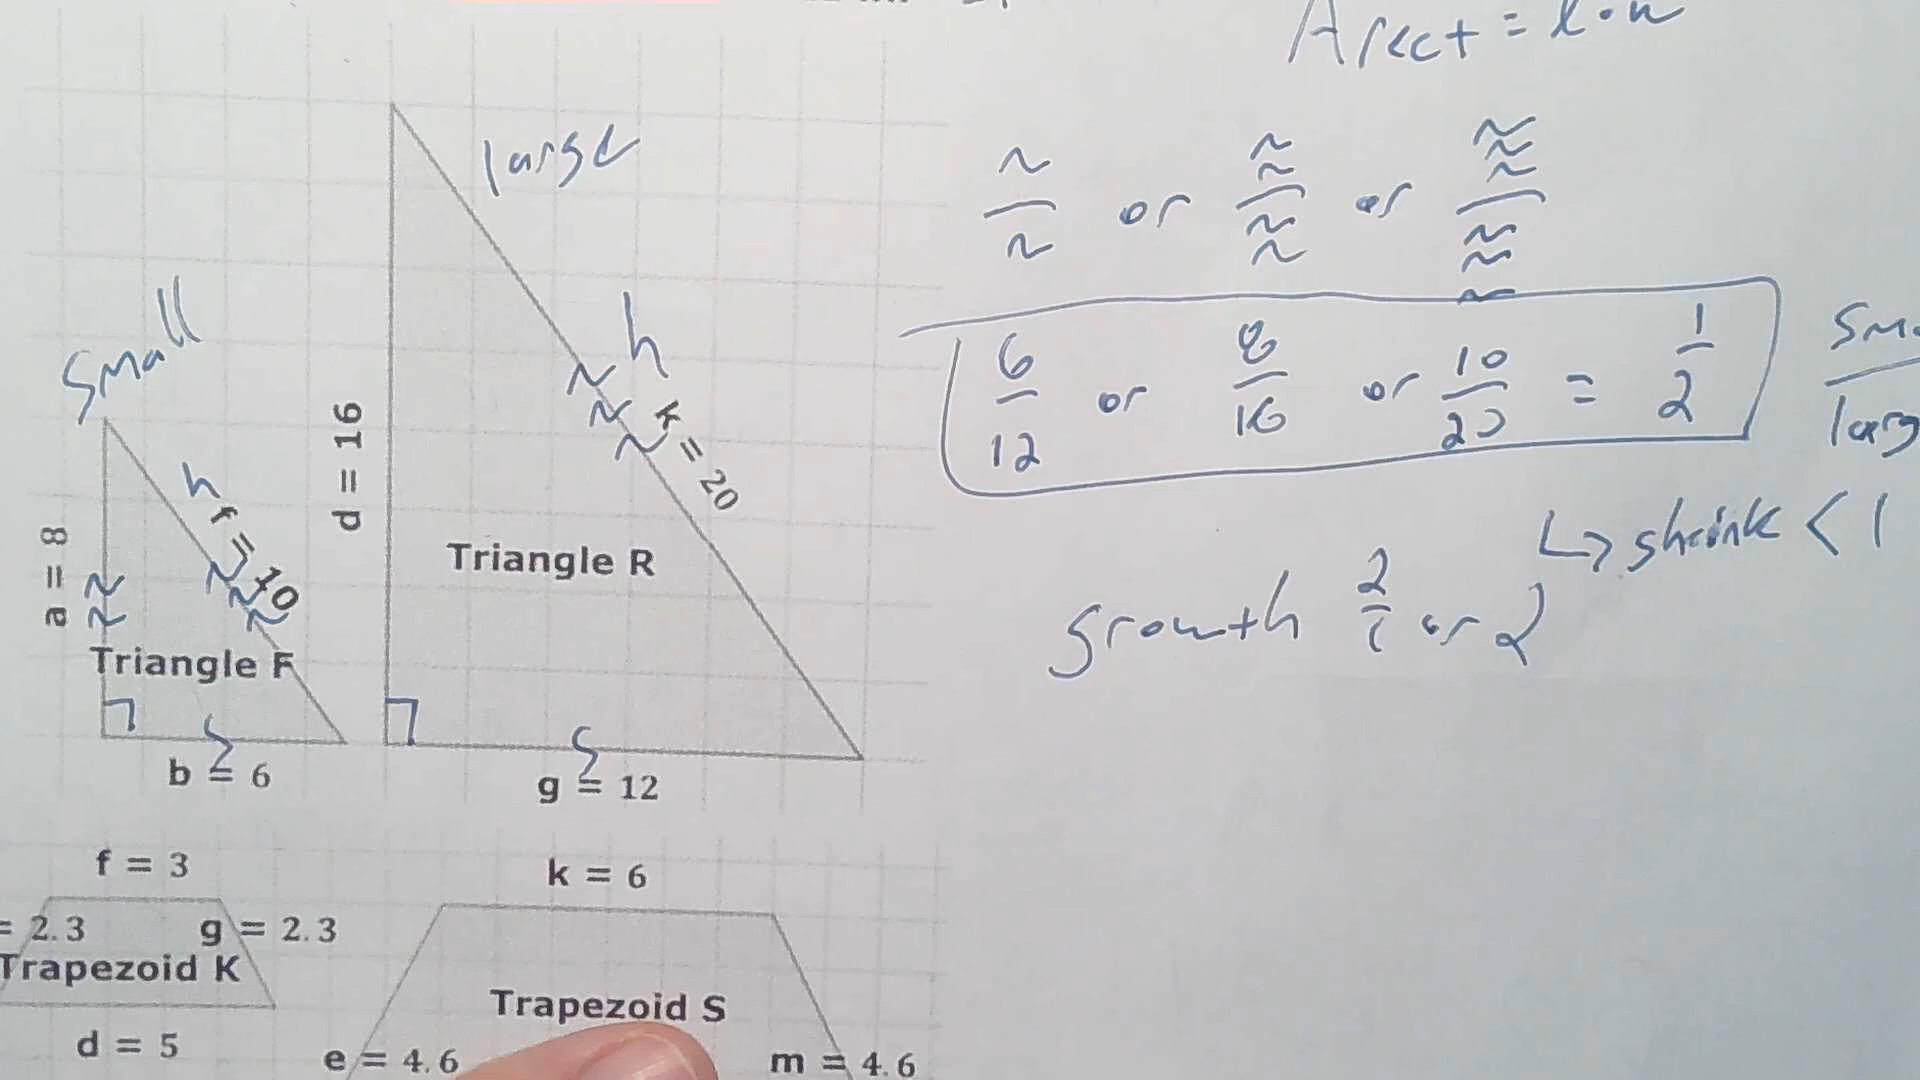 Arect = l·w
large
~/~ or ≈/≈ or ≋/≋
small
h
6/12 or 8/16 or 10/20 = 1/2
d = 16
k = 20
h
f = 10
a = 8
↳ shrink < 1
Triangle R
growth 2/1 or 2
Triangle F
b = 6
g = 12
f = 3
k = 6
= 2.3
g = 2.3
Trapezoid K
Trapezoid S
d = 5
e = 4.6
m = 4.6